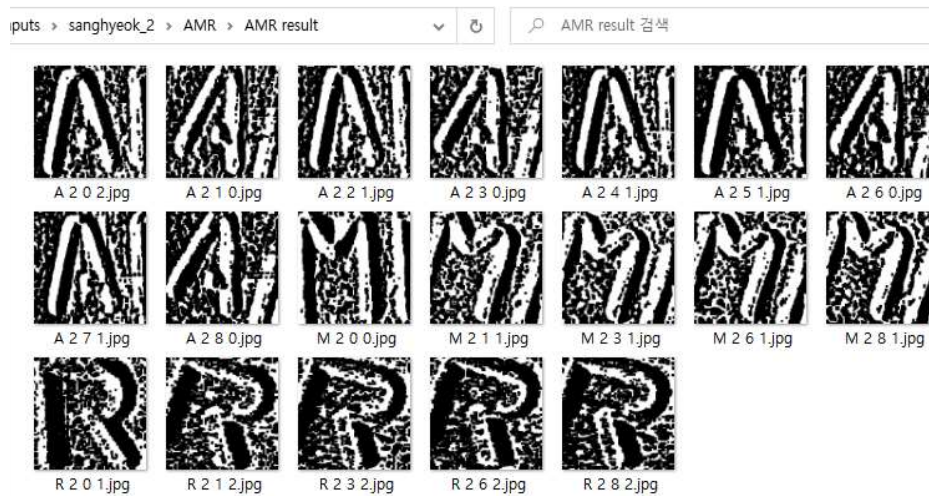 puts > sanghyeok_2 > AMR > AMR result
AMR result 검색
A 2 0 2.jpg A 2 1 0.jpg A 2 2 1.jpg A 2 3 0.jpg A 2 4 1.jpg A 2 5 1.jpg A 2 6 0.jpg
A 2 7 1.jpg A 2 8 0.jpg M 2 0 0.jpg M 2 1 1.jpg M 2 3 1.jpg M 2 6 1.jpg M 2 8 1.jpg
R 2 0 1.jpg R 2 1 2.jpg R 2 3 2.jpg R 2 6 2.jpg R 2 8 2.jpg